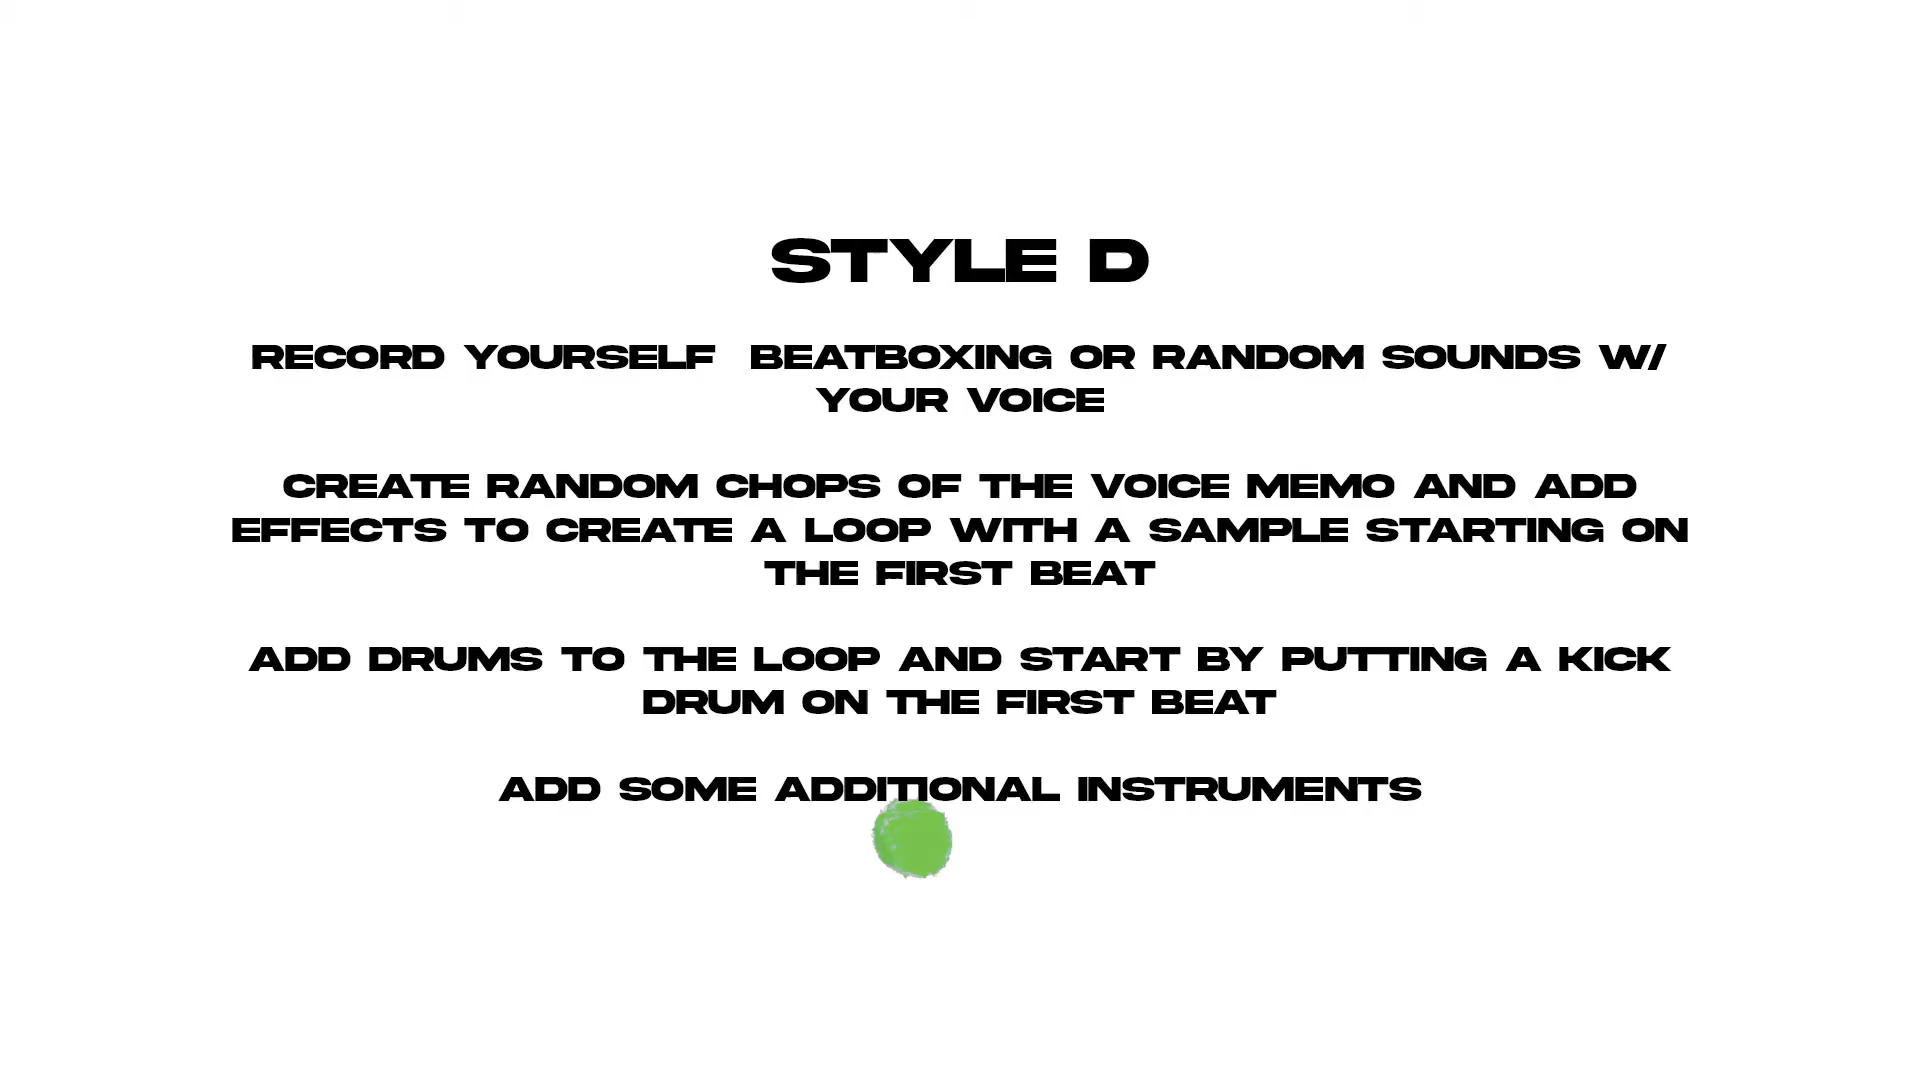 STYLE D
RECORD YOURSELF  BEATBOXING OR RANDOM SOUNDS W/
YOUR VOICE
CREATE RANDOM CHOPS OF THE VOICE MEMO AND ADD
EFFECTS TO CREATE A LOOP WITH A SAMPLE STARTING ON
THE FIRST BEAT
ADD DRUMS TO THE LOOP AND START BY PUTTING A KICK
DRUM ON THE FIRST BEAT
ADD SOME ADDITIONAL INSTRUMENTS